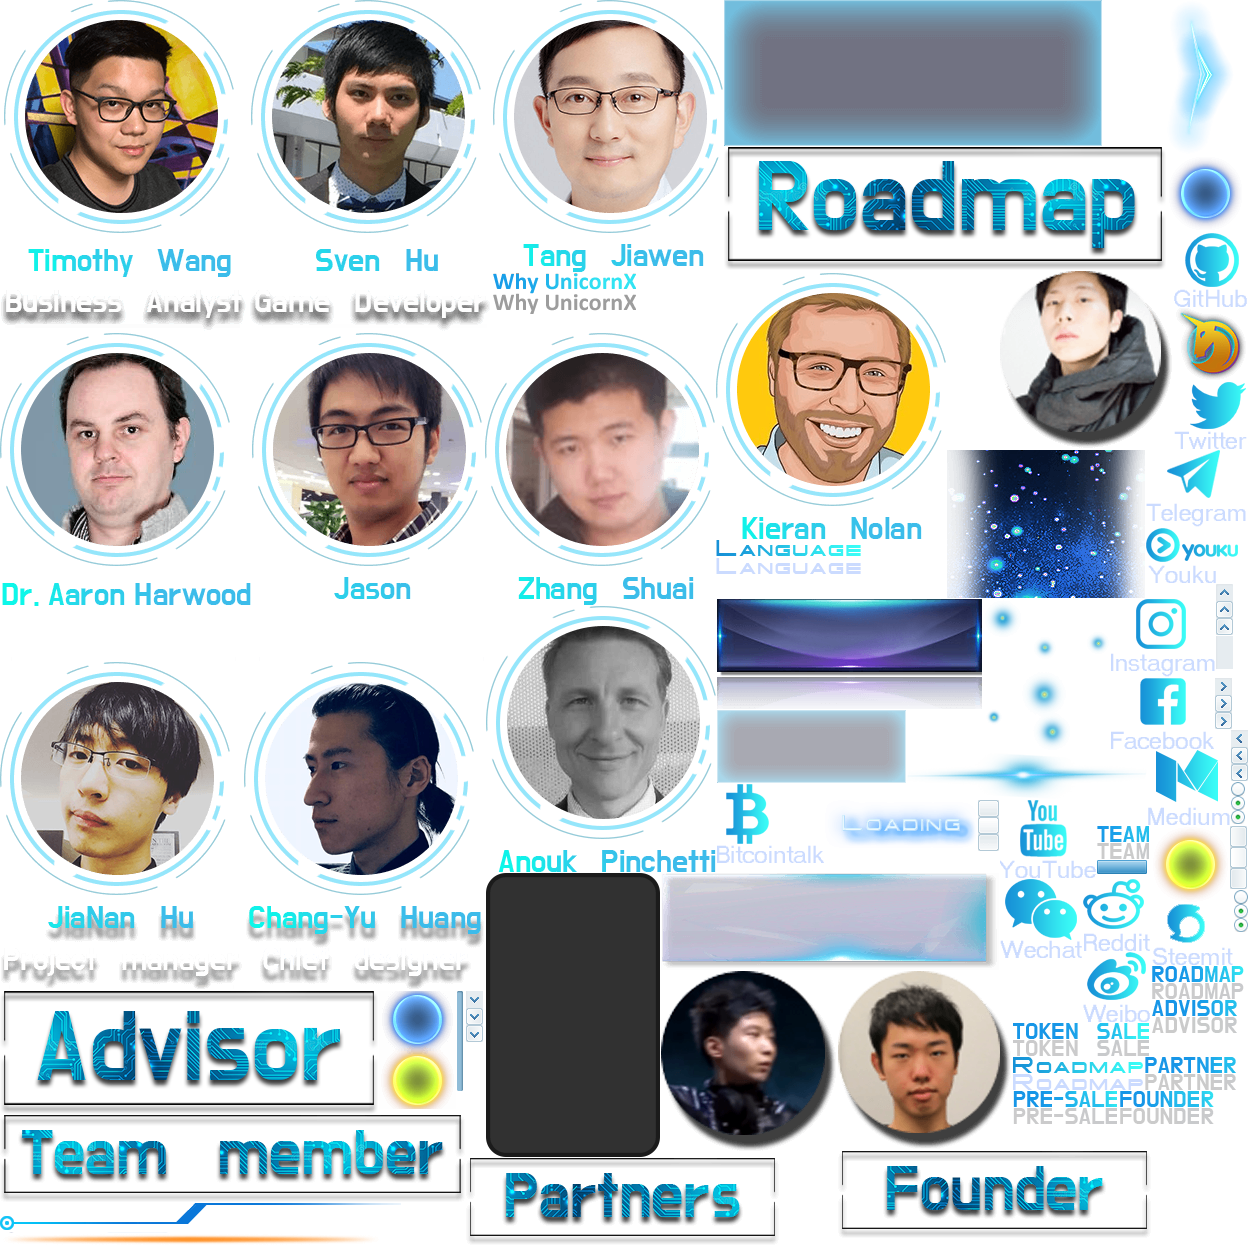 Roadmap
Timothy Wang
Sven Hu
Tang Jiawen
Why UnicornX
Why UnicornX
Business Analyst
Game Developer
GitHub
Twitter
Telegram
Kieran Nolan
LANGUAGE
LANGUAGE
youku
Youku
Dr. Aaron Harwood
Jason
Zhang Shuai
Instagram
Facebook
Medium
LOADING
Bitcointalk
You
Tube
YouTube
TEAM
TEAM
Anouk Pinchetti
JiaNan Hu
Chang-Yu Huang
Project manager
Chief designer
Wechat
Reddit
Steemit
Weibo
ROADMAP
ROADMAP
ADVISOR
ADVISOR
TOKEN SALE
TOKEN SALE
ROADMAP
ROADMAP
PARTNER
PARTNER
PRE-SALE
FOUNDER
PRE-SALE
FOUNDER
Advisor
Team member
Partners
Founder